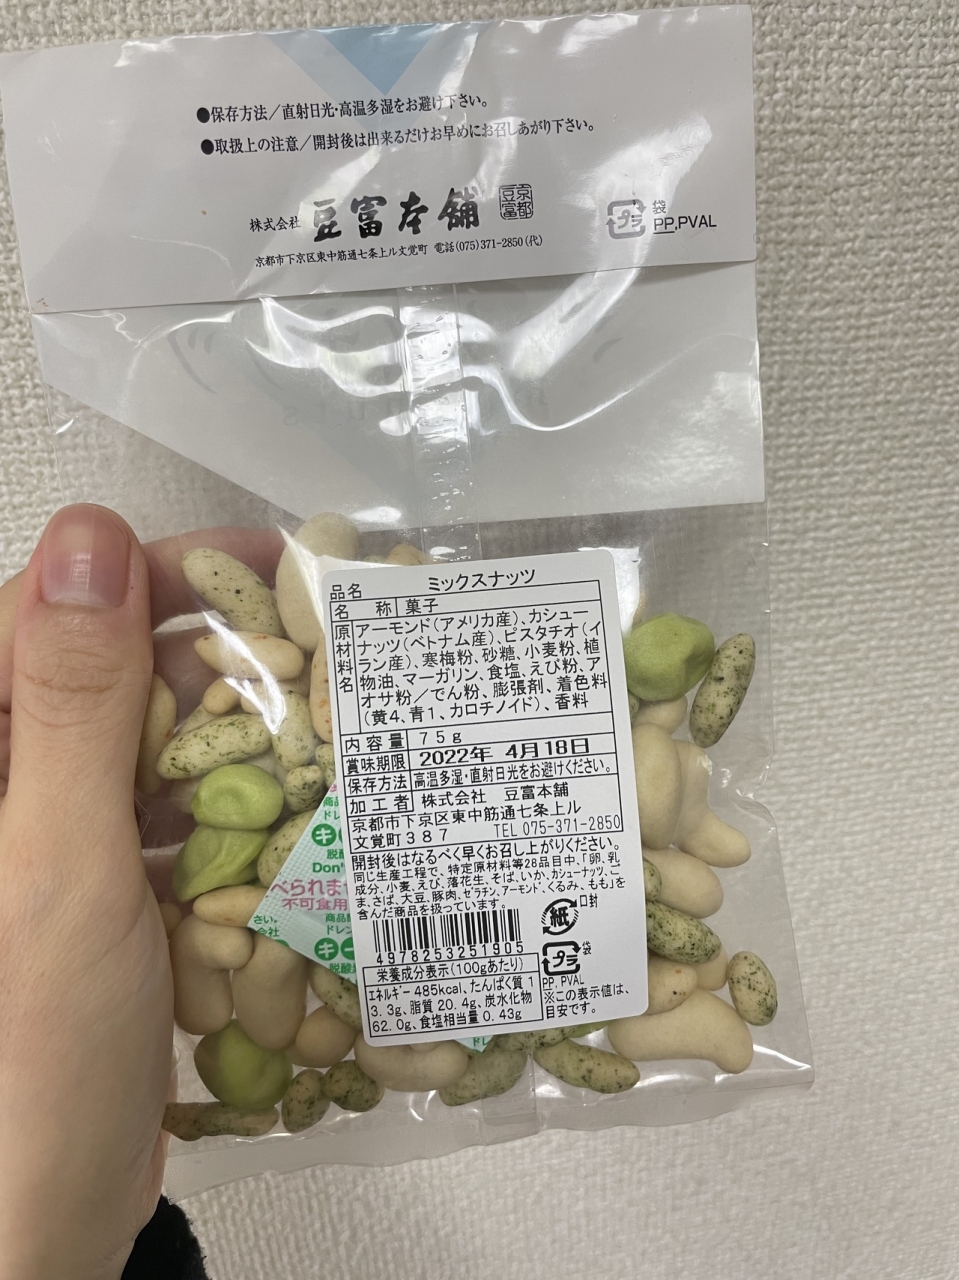 ●保存方法／直射日光・高温多湿をお避け下さい。
●取扱上の注意／開封後は出来るだけお早めにお召しあがり下さい。
株式会社 豆富本舗 京都豆富
京都市下京区東中筋通七条上ル文覚町 電話(075)371-2850(代)
プラ 袋 PP,PVAL
品名 ミックスナッツ
名称 菓子
原材料名 アーモンド(アメリカ産)、カシュー
ナッツ(ベトナム産)、ピスタチオ(イ
ラン産)、寒梅粉、砂糖、小麦粉、植
物油、マーガリン、食塩、えび粉、ア
オサ粉／でん粉、膨張剤、着色料
(黄4、青1、カロチノイド)、香料
内容量 75g
賞味期限 2022年 4月18日
保存方法 高温多湿・直射日光をお避けください。
加工者 株式会社 豆富本舗
京都市下京区東中筋通七条上ル
文覚町387 TEL 075-371-2850
開封後はなるべく早くお召し上がりください。
同じ生産工程で、特定原材料等28品目中、「卵、乳
成分、小麦、えび、落花生、そば、いか、カシューナッツ、ご
ま、さば、大豆、豚肉、ゼラチン、アーモンド、くるみ、もも」を
含んだ商品を扱っています。
紙 口封
4978253251905
プラ 袋
PP, PVAL
栄養成分表示(100gあたり)
エネルギー 485kcal、たんぱく質 1
3.3g、脂質 20.4g、炭水化物
62.0g、食塩相当量 0.43g
※この表示値は、
目安です。
Don't
べられま
不可食用